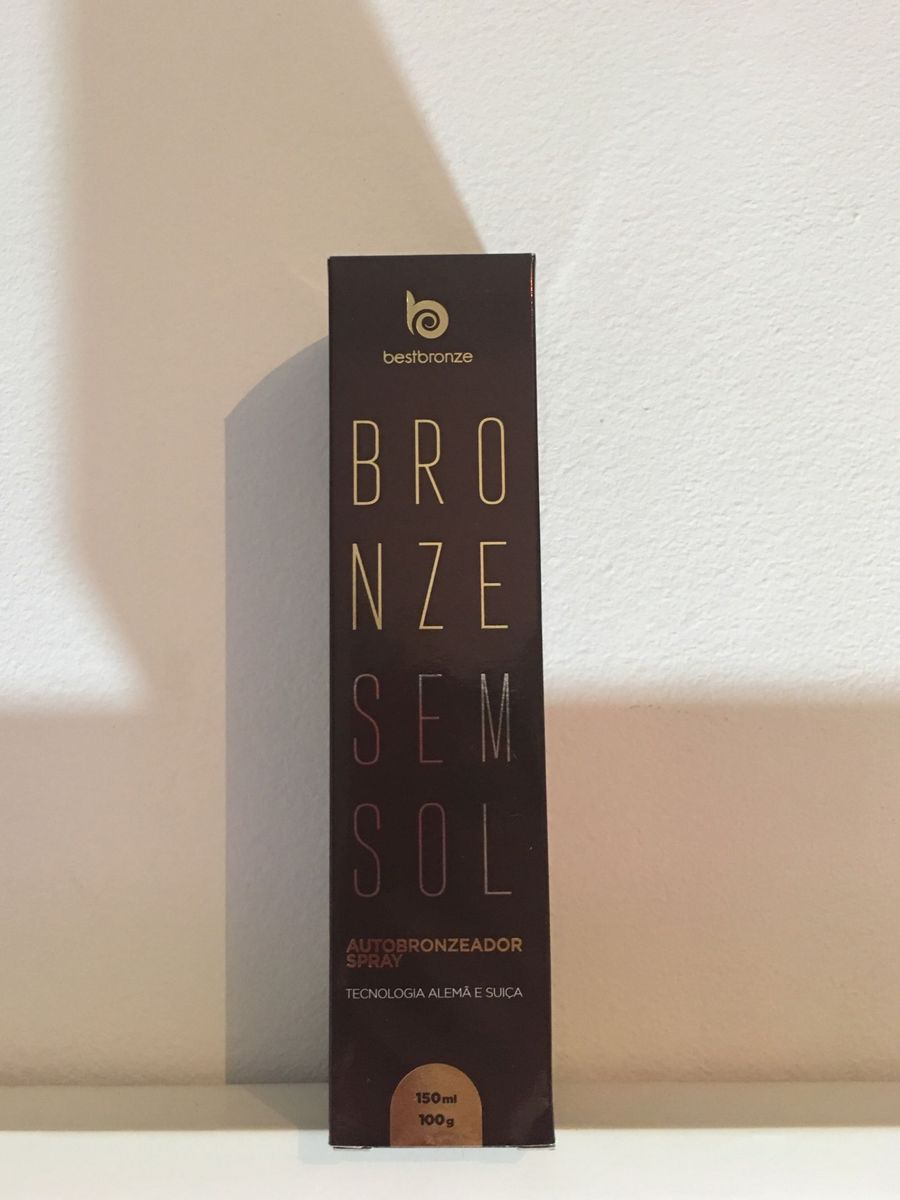 bestbronze
BRO
NZE
SEM
SOL
AUTOBRONZEADOR
SPRAY
TECNOLOGIA ALEMÃ E SUIÇA
150ml
100g